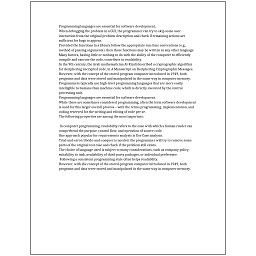 Programming languages are essential for software development.
When debugging the problem in a GUI, the programmer can try to skip some user
interaction from the original problem description and check if remaining actions are
sufficient for bugs to appear.
Provided the functions in a library follow the appropriate run-time conventions (e.g.,
method of passing arguments), then these functions may be written in any other language.
Many factors, having little or nothing to do with the ability of the computer to efficiently
compile and execute the code, contribute to readability.
In the 9th century, the Arab mathematician Al-Kindi described a cryptographic algorithm
for deciphering encrypted code, in A Manuscript on Deciphering Cryptographic Messages.
However, with the concept of the stored-program computer introduced in 1949, both
programs and data were stored and manipulated in the same way in computer memory.
Programmers typically use high-level programming languages that are more easily
intelligible to humans than machine code, which is directly executed by the central
processing unit.
Programming languages are essential for software development.
While these are sometimes considered programming, often the term software development
is used for this larger overall process – with the terms programming, implementation, and
coding reserved for the writing and editing of code per se.
The following properties are among the most important:

In computer programming, readability refers to the ease with which a human reader can
comprehend the purpose, control flow, and operation of source code.
One approach popular for requirements analysis is Use Case analysis.
Trial-and-error/divide-and-conquer is needed: the programmer will try to remove some
parts of the original test case and check if the problem still exists.
The choice of language used is subject to many considerations, such as company policy,
suitability to task, availability of third-party packages, or individual preference.
Following a consistent programming style often helps readability.
However, with the concept of the stored-program computer introduced in 1949, both
programs and data were stored and manipulated in the same way in computer memory.